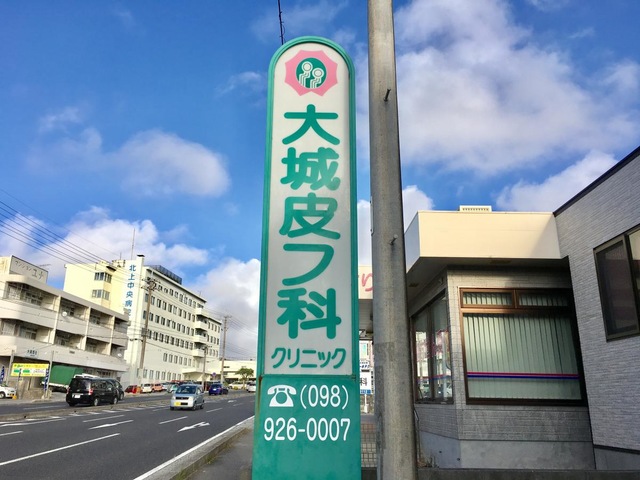 大城皮フ科
クリニック
☎(098)
926-0007
北上中央病院